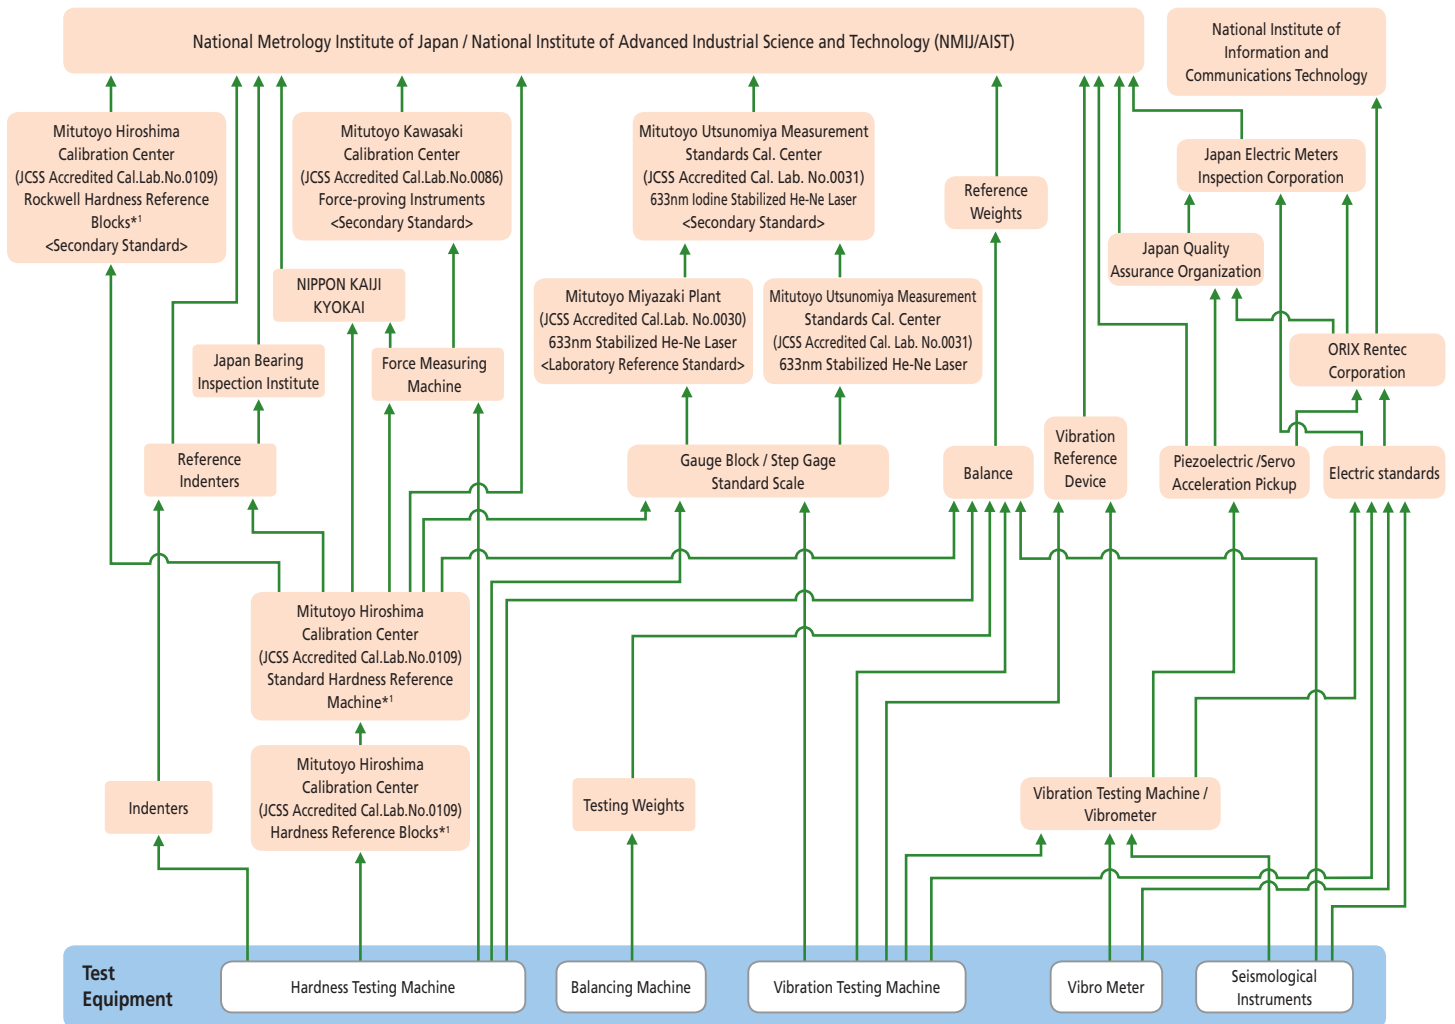 National Metrology Institute of Japan / National Institute of Advanced Industrial Science and Technology (NMIJ/AIST)
National Institute of
Information and
Communications Technology
Mitutoyo Hiroshima
Calibration Center
(JCSS Accredited Cal.Lab.No.0109)
Rockwell Hardness Reference
Blocks*1
<Secondary Standard>
Mitutoyo Kawasaki
Calibration Center
(JCSS Accredited Cal.Lab.No.0086)
Force-proving Instruments
<Secondary Standard>
Mitutoyo Utsunomiya Measurement
Standards Cal. Center
(JCSS Accredited Cal. Lab. No.0031)
633nm Iodine Stabilized He-Ne Laser
<Secondary Standard>
Reference
Weights
Japan Electric Meters
Inspection Corporation
Japan Quality
Assurance Organization
NIPPON KAIJI
KYOKAI
Mitutoyo Miyazaki Plant
(JCSS Accredited Cal.Lab. No.0030)
633nm Stabilized He-Ne Laser
<Laboratory Reference Standard>
Mitutoyo Utsunomiya Measurement
Standards Cal. Center
(JCSS Accredited Cal. Lab. No.0031)
633nm Stabilized He-Ne Laser
ORIX Rentec
Corporation
Japan Bearing
Inspection Institute
Force Measuring
Machine
Reference
Indenters
Gauge Block / Step Gage
Standard Scale
Balance
Vibration
Reference
Device
Piezoelectric /Servo
Acceleration Pickup
Electric standards
Mitutoyo Hiroshima
Calibration Center
(JCSS Accredited Cal.Lab.No.0109)
Standard Hardness Reference
Machine*1
Mitutoyo Hiroshima
Calibration Center
(JCSS Accredited Cal.Lab.No.0109)
Hardness Reference Blocks*1
Indenters
Testing Weights
Vibration Testing Machine /
Vibrometer
Test
Equipment
Hardness Testing Machine
Balancing Machine
Vibration Testing Machine
Vibro Meter
Seismological
Instruments